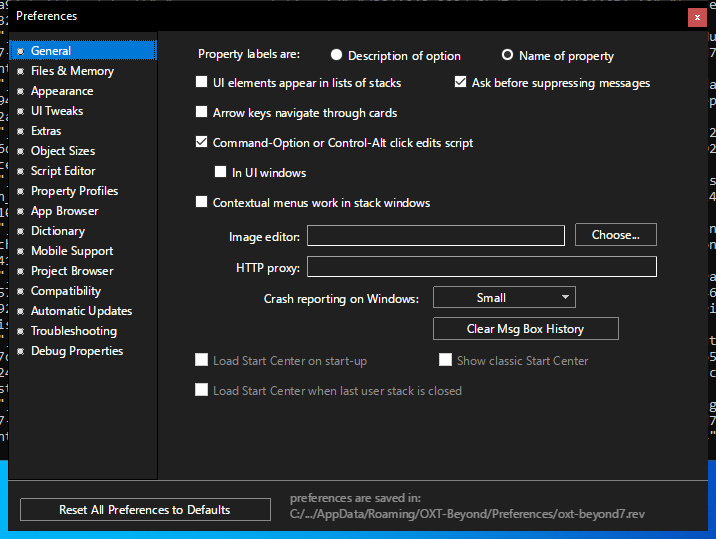 Preferences
x
General
Files & Memory
Appearance
UI Tweaks
Extras
Object Sizes
Script Editor
Property Profiles
App Browser
Dictionary
Mobile Support
Project Browser
Compatibility
Automatic Updates
Troubleshooting
Debug Properties
Property labels are: Description of option Name of property
UI elements appear in lists of stacks Ask before suppressing messages
Arrow keys navigate through cards
Command-Option or Control-Alt click edits script
In UI windows
Contextual menus work in stack windows
Image editor: Choose...
HTTP proxy:
Crash reporting on Windows: Small
Clear Msg Box History
Load Start Center on start-up Show classic Start Center
Load Start Center when last user stack is closed
Reset All Preferences to Defaults
preferences are saved in:
C:/.../AppData/Roaming/OXT-Beyond/Preferences/oxt-beyond7.rev